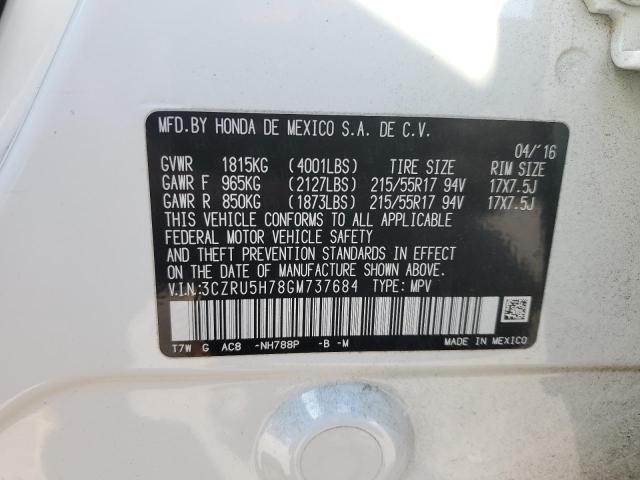 MFD.BY HONDA DE MEXICO S.A. DE C.V.
04/'16
GVWR 1815KG (4001LBS) TIRE SIZE RIM SIZE
GAWR F 965KG (2127LBS) 215/55R17 94V 17X7.5J
GAWR R 850KG (1873LBS) 215/55R17 94V 17X7.5J
THIS VEHICLE CONFORMS TO ALL APPLICABLE
FEDERAL MOTOR VEHICLE SAFETY
AND THEFT PREVENTION STANDARDS IN EFFECT
ON THE DATE OF MANUFACTURE SHOWN ABOVE.
V.I.N:3CZRU5H78GM737684 TYPE: MPV
T7W G AC8 -NH788P -B -M MADE IN MEXICO